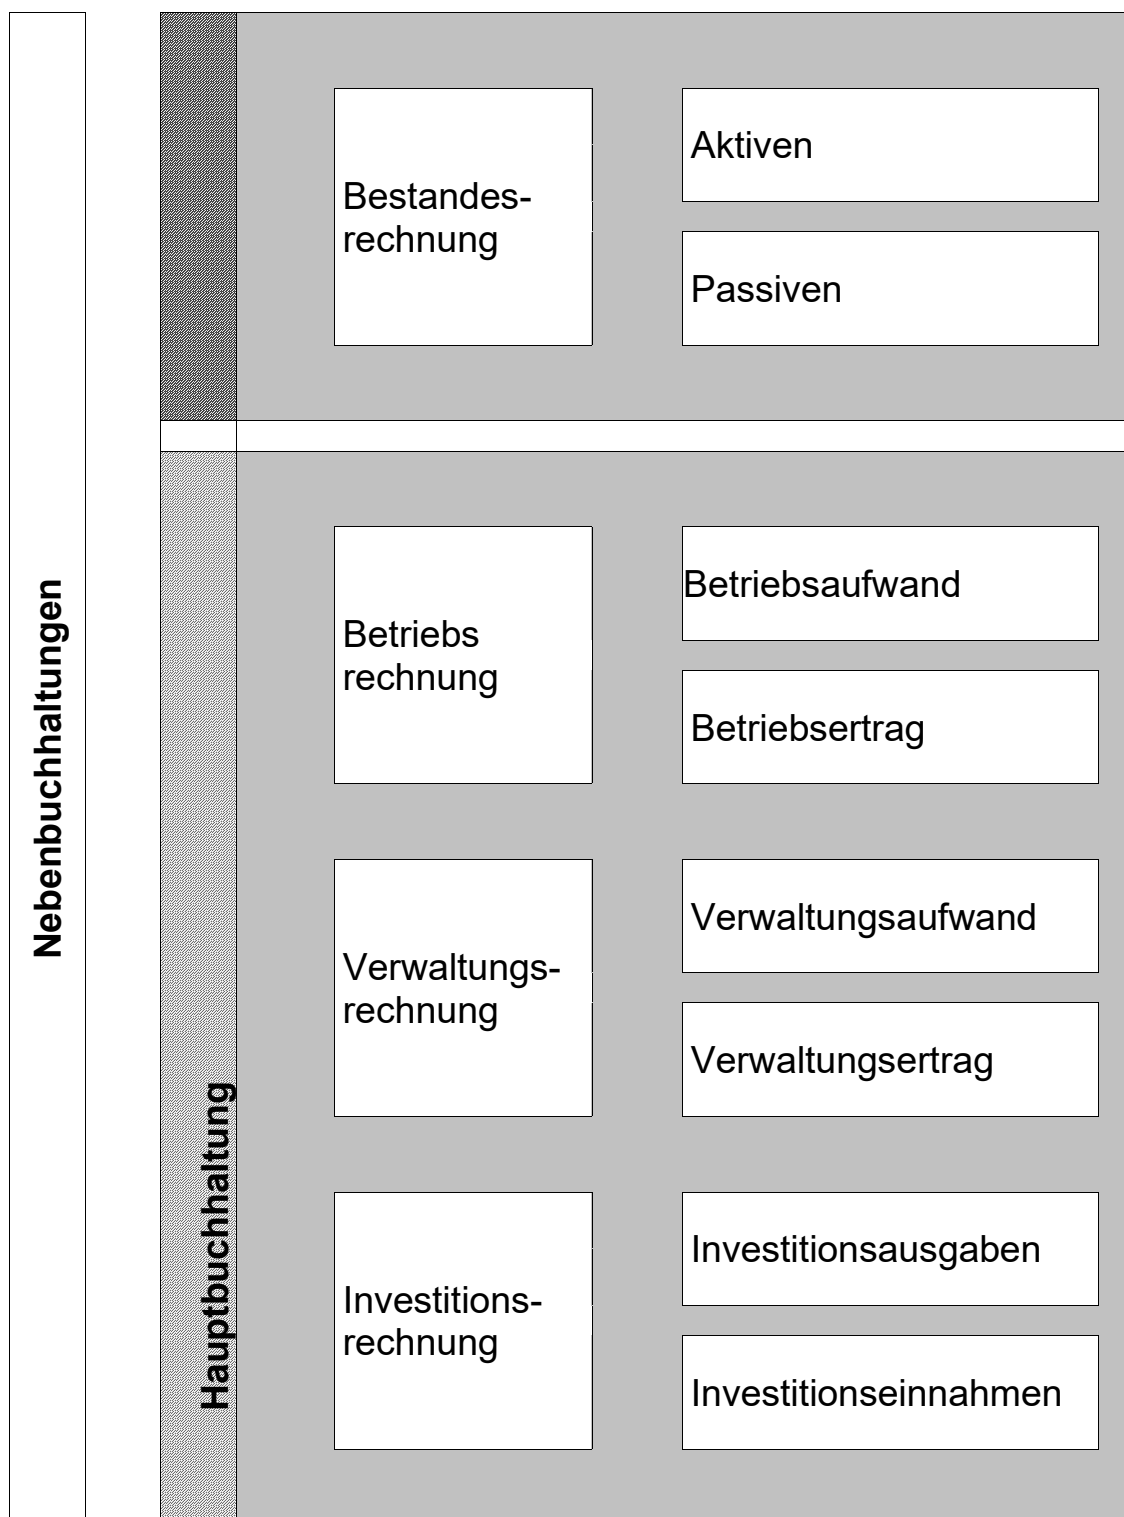 Nebenbuchhaltungen
Hauptbuchhaltung
Bestandes-
rechnung
Aktiven
Passiven
Betriebs
rechnung
Betriebsaufwand
Betriebsertrag
Verwaltungs-
rechnung
Verwaltungsaufwand
Verwaltungsertrag
Investitions-
rechnung
Investitionsausgaben
Investitionseinnahmen